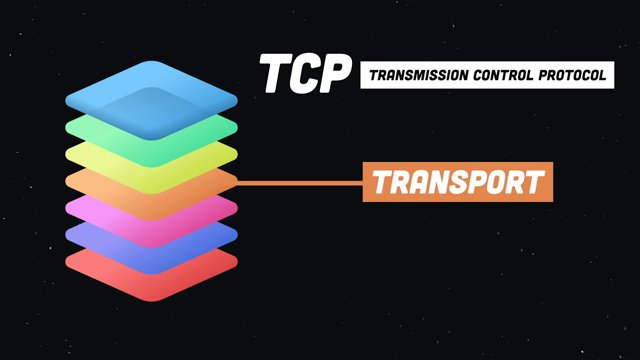 TCP TRANSMISSION CONTROL PROTOCOL
TRANSPORT